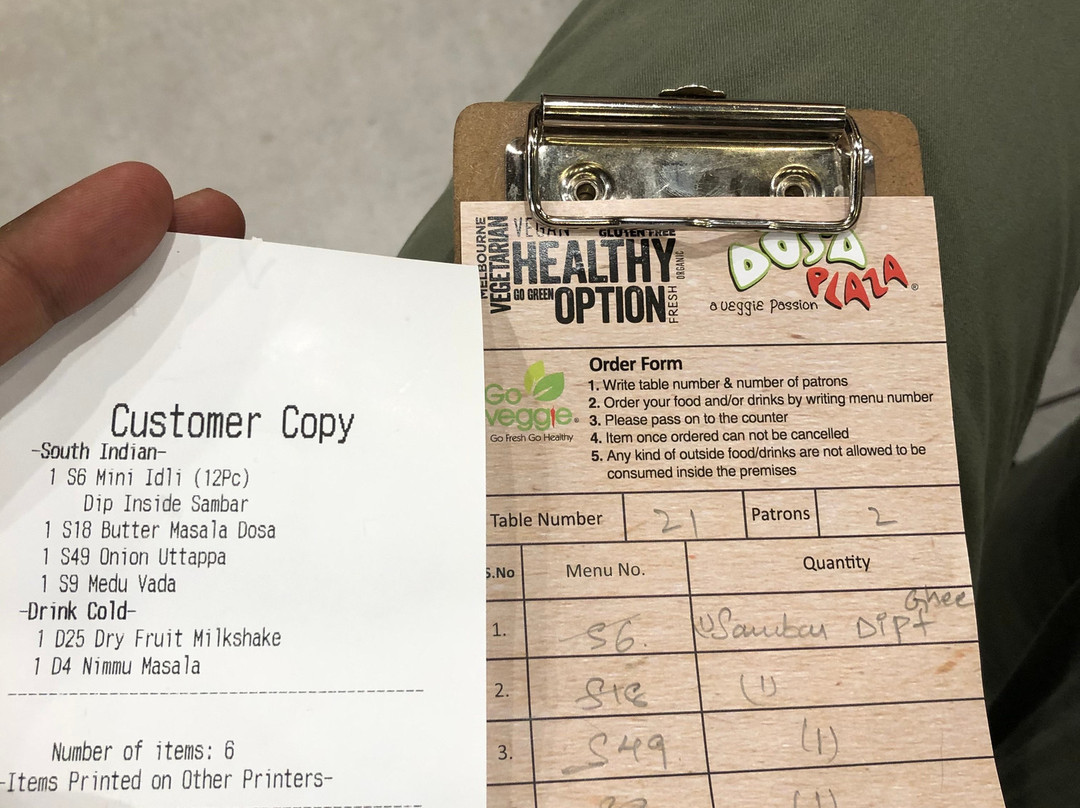 Customer Copy
-South Indian-
1 S6 Mini Idli (12Pc)
Dip Inside Sambar
1 S18 Butter Masala Dosa
1 S49 Onion Uttappa
1 S9 Medu Vada
-Drink Cold-
1 D25 Dry Fruit Milkshake
1 D4 Nimmu Masala
Number of items: 6
-Items Printed on Other Printers-
MELBOURNE
VEGETARIAN
VEGAN
GLUTEN FREE
HEALTHY
GO GREEN
OPTION
FRESH
ORGANIC
DOSA
PLAZA®
a veggie Passion
Go
veggie®
Go Fresh Go Healthy
Order Form
1. Write table number & number of patrons
2. Order your food and/or drinks by writing menu number
3. Please pass on to the counter
4. Item once ordered can not be cancelled
5. Any kind of outside food/drinks are not allowed to be
consumed inside the premises
Table Number 21 Patrons 2
S.No Menu No. Quantity
Ghee
1. S6. (1) Sambar Dip+
2. S18 (1)
3. S49 (1)
(1)